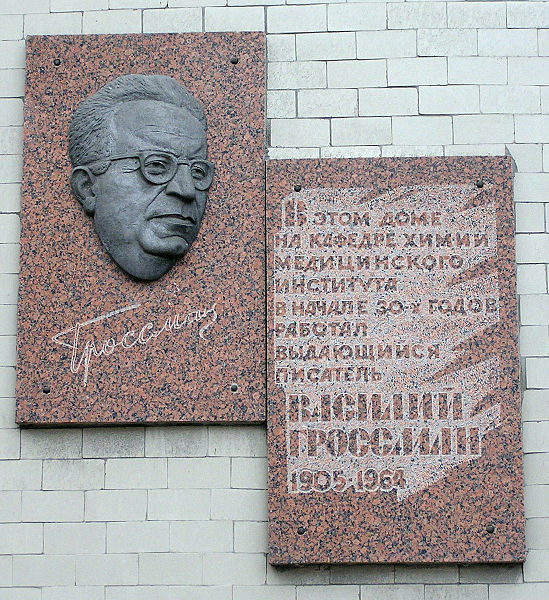 Гроссман
В ЭТОМ ДОМЕ
НА КАФЕДРЕ ХИМИИ
МЕДИЦИНСКОГО
ИНСТИТУТА
В НАЧАЛЕ 30-Х ГОДОВ
РАБОТАЛ
ВЫДАЮЩИЙСЯ
ПИСАТЕЛЬ
ВАСИЛИЙ
ГРОССМАН
1905-1964